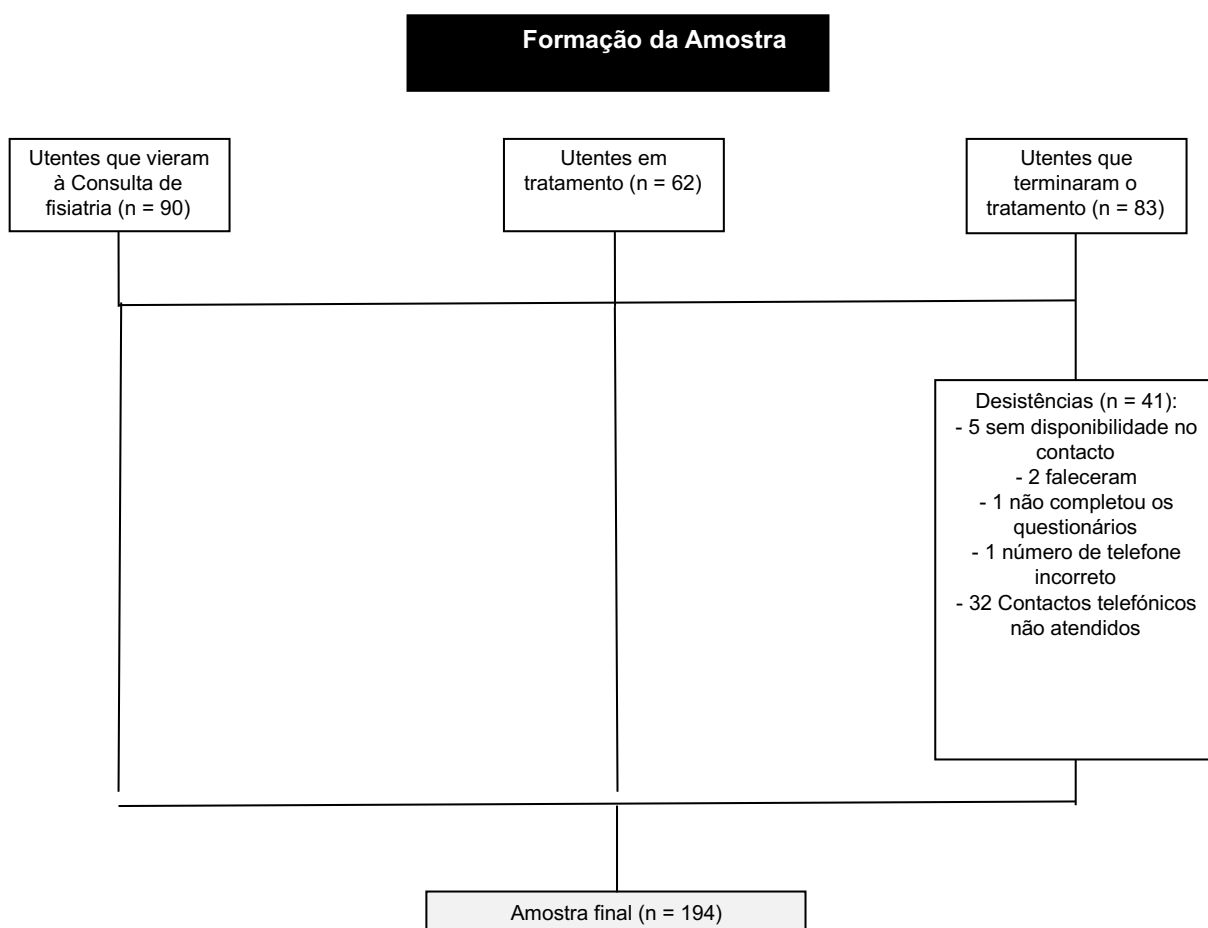 Formação da Amostra
Utentes que vieram
à Consulta de
fisiatria (n = 90)
Utentes em
tratamento (n = 62)
Utentes que
terminaram o
tratamento (n = 83)
Desistências (n = 41):
- 5 sem disponibilidade no
contacto
- 2 faleceram
- 1 não completou os
questionários
- 1 número de telefone
incorreto
- 32 Contactos telefónicos
não atendidos
Amostra final (n = 194)